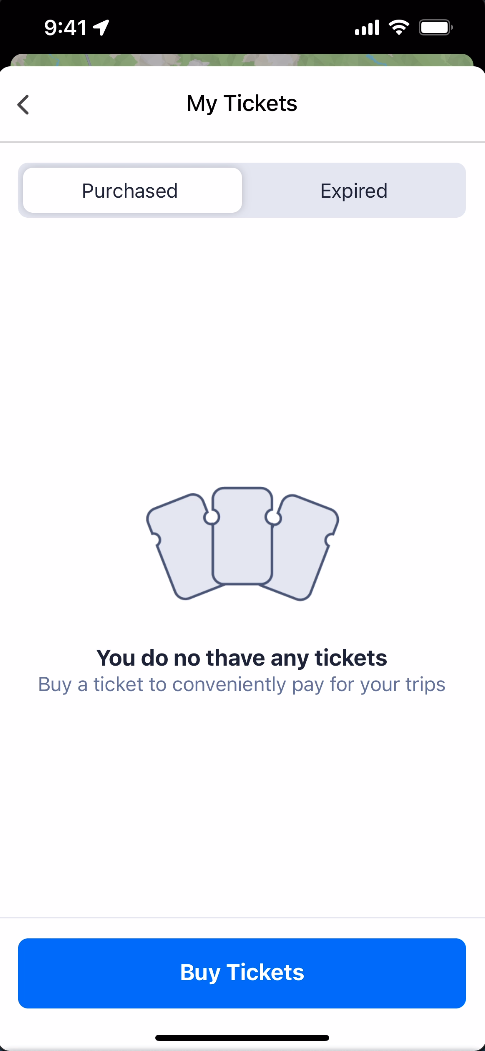 9:41
My Tickets
Purchased
Expired
You do no thave any tickets
Buy a ticket to conveniently pay for your trips
Buy Tickets